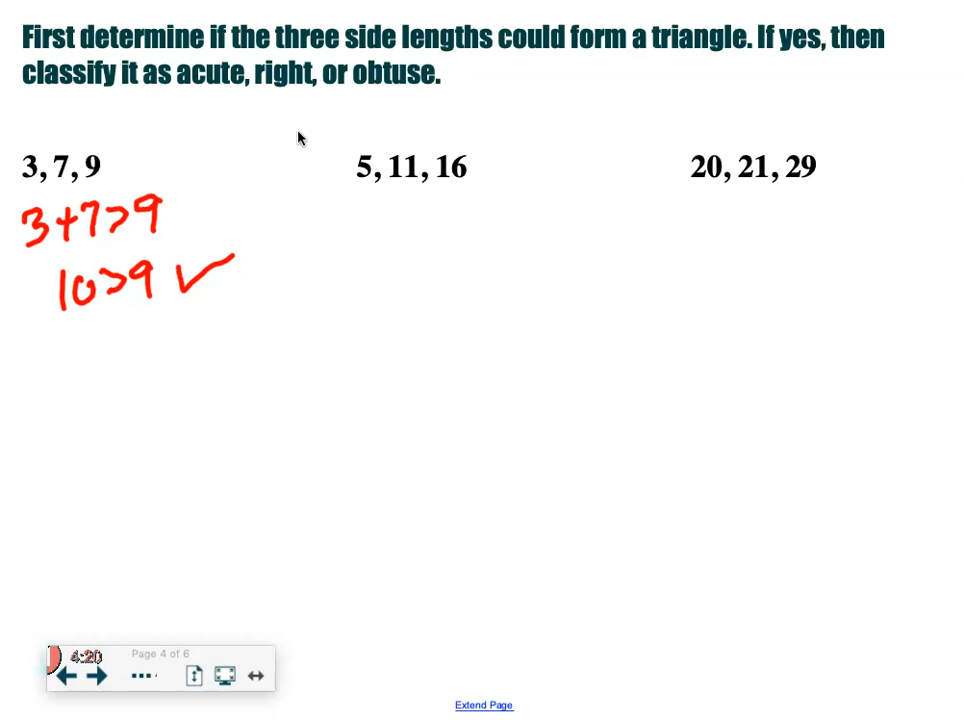 First determine if the three side lengths could form a triangle. If yes, then
classify it as acute, right, or obtuse.
3, 7, 9
5, 11, 16
20, 21, 29
3+7>9
10>9 ✓
4:20
Page 4 of 6
Extend Page